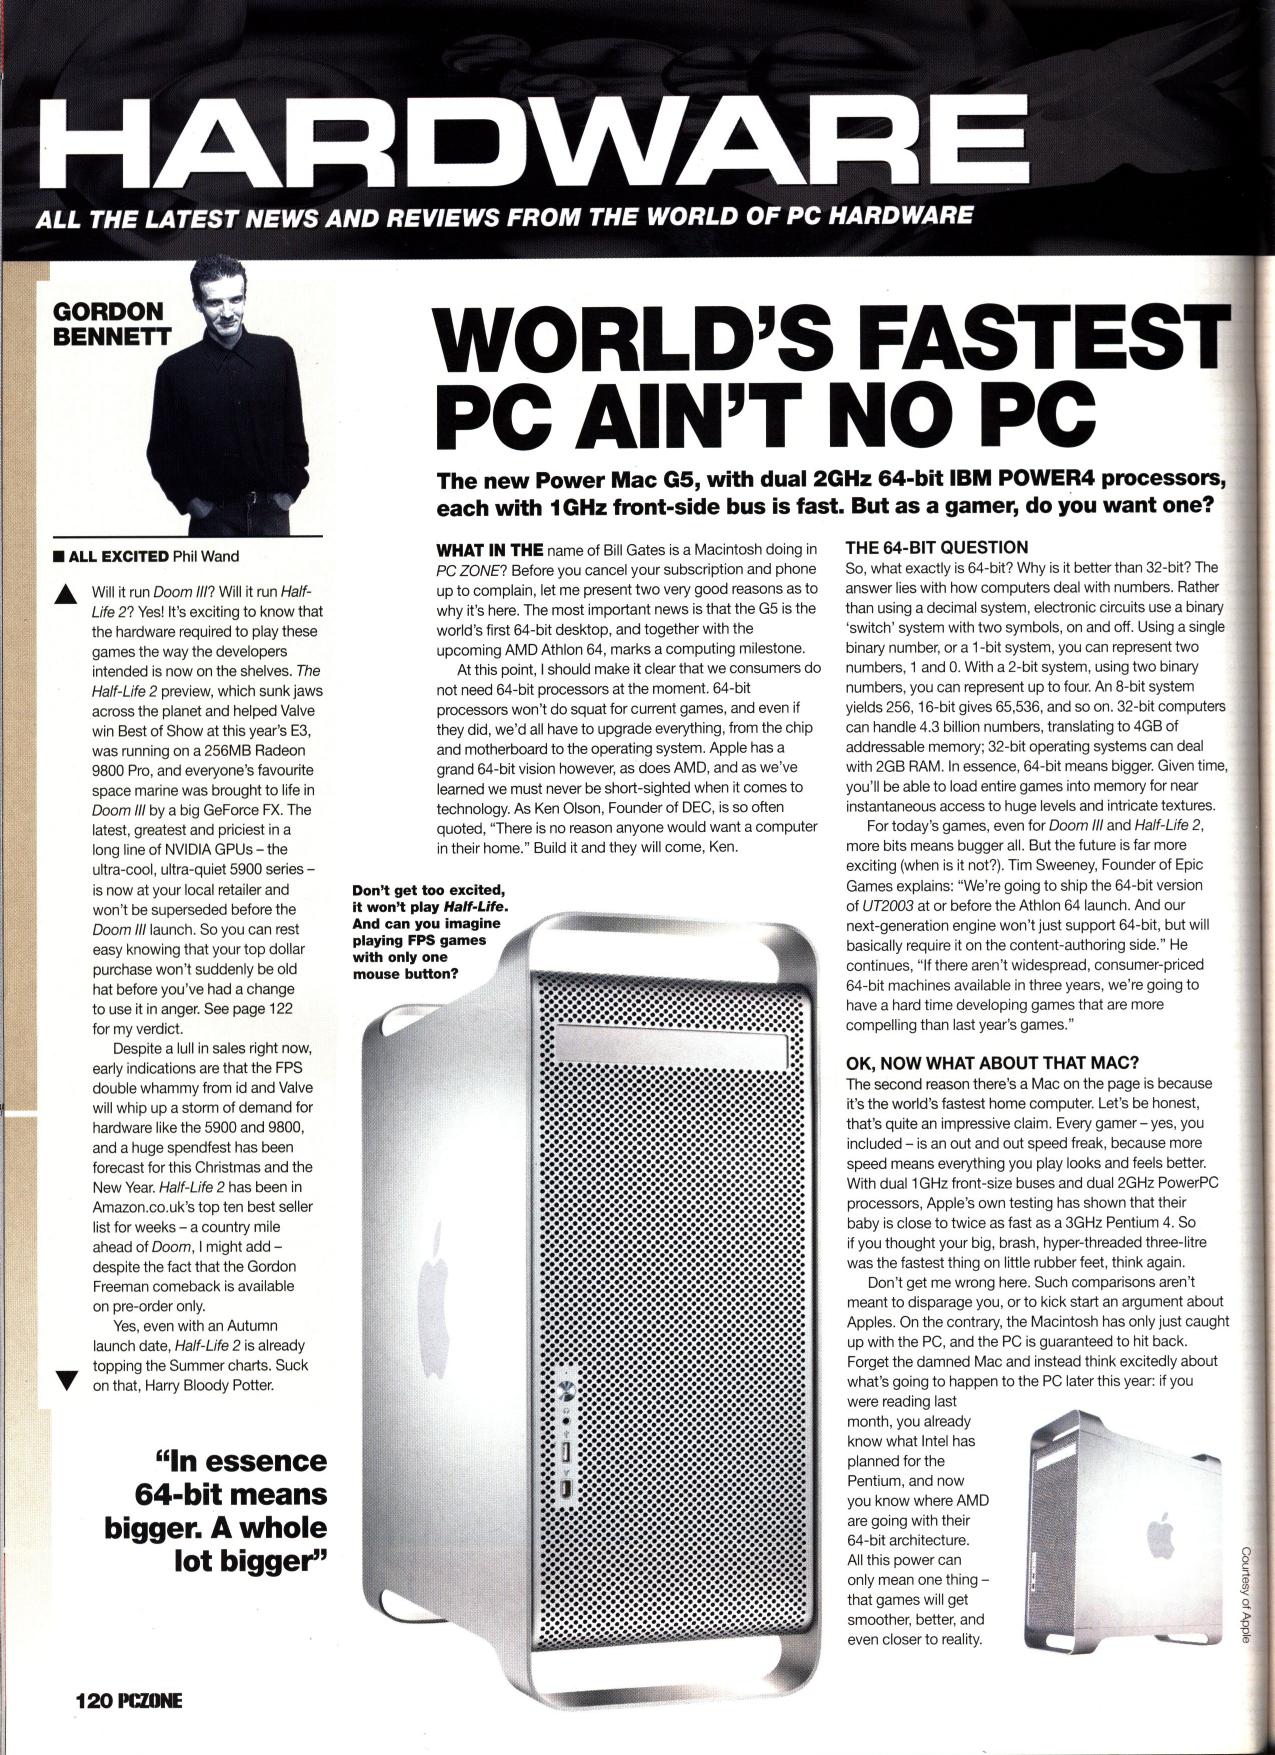 HARDWARE
ALL THE LATEST NEWS AND REVIEWS FROM THE WORLD OF PC HARDWARE
GORDON
BENNETT
■ ALL EXCITED Phil Wand
▲ Will it run Doom III? Will it run Half-
Life 2? Yes! It's exciting to know that
the hardware required to play these
games the way the developers
intended is now on the shelves. The
Half-Life 2 preview, which sunk jaws
across the planet and helped Valve
win Best of Show at this year's E3,
was running on a 256MB Radeon
9800 Pro, and everyone's favourite
space marine was brought to life in
Doom III by a big GeForce FX. The
latest, greatest and priciest in a
long line of NVIDIA GPUs – the
ultra-cool, ultra-quiet 5900 series –
is now at your local retailer and
won't be superseded before the
Doom III launch. So you can rest
easy knowing that your top dollar
purchase won't suddenly be old
hat before you've had a change
to use it in anger. See page 122
for my verdict.
Despite a lull in sales right now,
early indications are that the FPS
double whammy from id and Valve
will whip up a storm of demand for
hardware like the 5900 and 9800,
and a huge spendfest has been
forecast for this Christmas and the
New Year. Half-Life 2 has been in
Amazon.co.uk's top ten best seller
list for weeks – a country mile
ahead of Doom, I might add –
despite the fact that the Gordon
Freeman comeback is available
on pre-order only.
Yes, even with an Autumn
launch date, Half-Life 2 is already
topping the Summer charts. Suck
▼ on that, Harry Bloody Potter.
“In essence
64-bit means
bigger. A whole
lot bigger”
WORLD'S FASTEST
PC AIN'T NO PC
The new Power Mac G5, with dual 2GHz 64-bit IBM POWER4 processors,
each with 1GHz front-side bus is fast. But as a gamer, do you want one?
WHAT IN THE name of Bill Gates is a Macintosh doing in
PC ZONE? Before you cancel your subscription and phone
up to complain, let me present two very good reasons as to
why it's here. The most important news is that the G5 is the
world's first 64-bit desktop, and together with the
upcoming AMD Athlon 64, marks a computing milestone.
At this point, I should make it clear that we consumers do
not need 64-bit processors at the moment. 64-bit
processors won't do squat for current games, and even if
they did, we'd all have to upgrade everything, from the chip
and motherboard to the operating system. Apple has a
grand 64-bit vision however, as does AMD, and as we've
learned we must never be short-sighted when it comes to
technology. As Ken Olson, Founder of DEC, is so often
quoted, “There is no reason anyone would want a computer
in their home.” Build it and they will come, Ken.
Don't get too excited,
it won't play Half-Life.
And can you imagine
playing FPS games
with only one
mouse button?
THE 64-BIT QUESTION
So, what exactly is 64-bit? Why is it better than 32-bit? The
answer lies with how computers deal with numbers. Rather
than using a decimal system, electronic circuits use a binary
‘switch’ system with two symbols, on and off. Using a single
binary number, or a 1-bit system, you can represent two
numbers, 1 and 0. With a 2-bit system, using two binary
numbers, you can represent up to four. An 8-bit system
yields 256, 16-bit gives 65,536, and so on. 32-bit computers
can handle 4.3 billion numbers, translating to 4GB of
addressable memory; 32-bit operating systems can deal
with 2GB RAM. In essence, 64-bit means bigger. Given time,
you'll be able to load entire games into memory for near
instantaneous access to huge levels and intricate textures.
For today's games, even for Doom III and Half-Life 2,
more bits means bugger all. But the future is far more
exciting (when is it not?). Tim Sweeney, Founder of Epic
Games explains: “We're going to ship the 64-bit version
of UT2003 at or before the Athlon 64 launch. And our
next-generation engine won't just support 64-bit, but will
basically require it on the content-authoring side.” He
continues, “If there aren't widespread, consumer-priced
64-bit machines available in three years, we're going to
have a hard time developing games that are more
compelling than last year's games.”
OK, NOW WHAT ABOUT THAT MAC?
The second reason there's a Mac on the page is because
it's the world's fastest home computer. Let's be honest,
that's quite an impressive claim. Every gamer – yes, you
included – is an out and out speed freak, because more
speed means everything you play looks and feels better.
With dual 1GHz front-size buses and dual 2GHz PowerPC
processors, Apple's own testing has shown that their
baby is close to twice as fast as a 3GHz Pentium 4. So
if you thought your big, brash, hyper-threaded three-litre
was the fastest thing on little rubber feet, think again.
Don't get me wrong here. Such comparisons aren't
meant to disparage you, or to kick start an argument about
Apples. On the contrary, the Macintosh has only just caught
up with the PC, and the PC is guaranteed to hit back.
Forget the damned Mac and instead think excitedly about
what's going to happen to the PC later this year: if you
were reading last
month, you already
know what Intel has
planned for the
Pentium, and now
you know where AMD
are going with their
64-bit architecture.
All this power can
only mean one thing –
that games will get
smoother, better, and
even closer to reality.
Courtesy of Apple
120 PCZONE